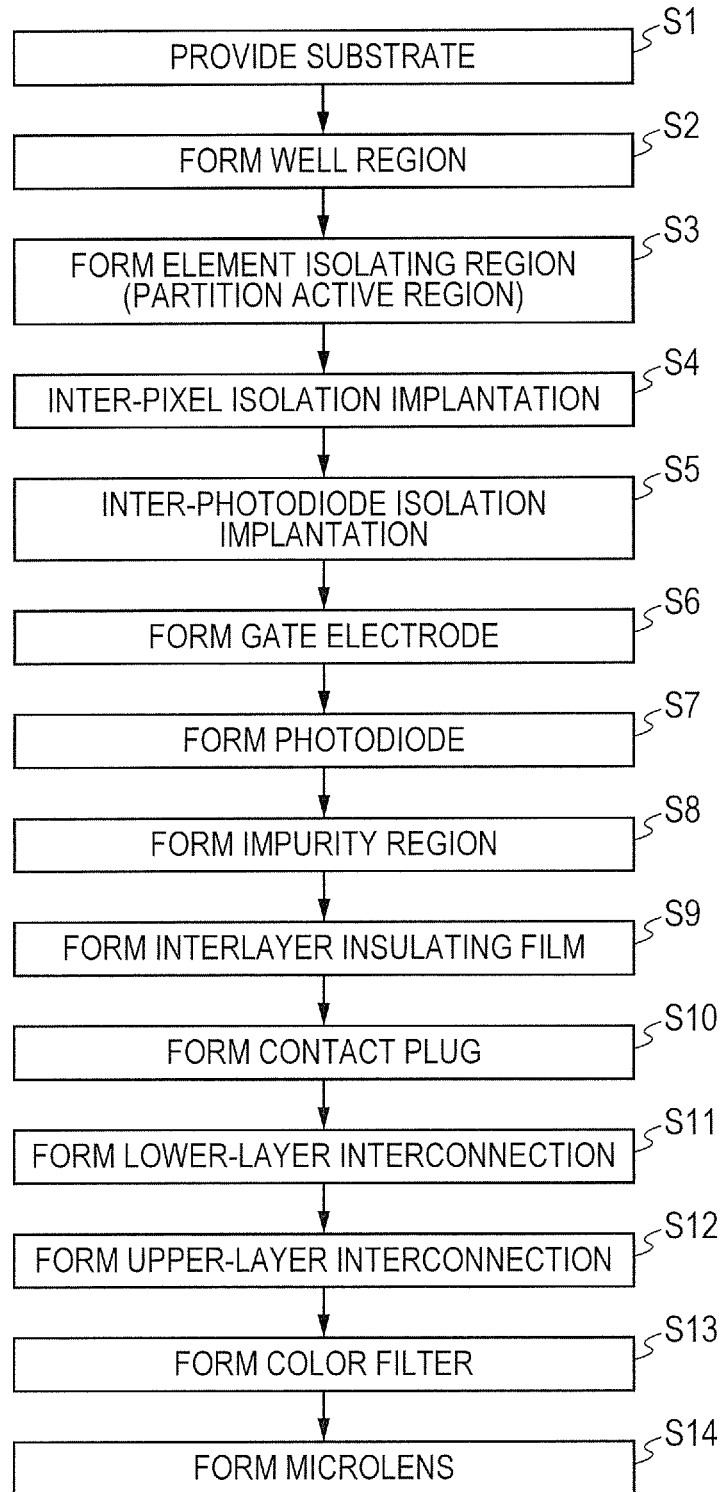 S1
PROVIDE SUBSTRATE
S2
FORM WELL REGION
S3
FORM ELEMENT ISOLATING REGION
(PARTITION ACTIVE REGION)
S4
INTER-PIXEL ISOLATION IMPLANTATION
S5
INTER-PHOTODIODE ISOLATION
IMPLANTATION
S6
FORM GATE ELECTRODE
S7
FORM PHOTODIODE
S8
FORM IMPURITY REGION
S9
FORM INTERLAYER INSULATING FILM
S10
FORM CONTACT PLUG
S11
FORM LOWER-LAYER INTERCONNECTION
S12
FORM UPPER-LAYER INTERCONNECTION
S13
FORM COLOR FILTER
S14
FORM MICROLENS